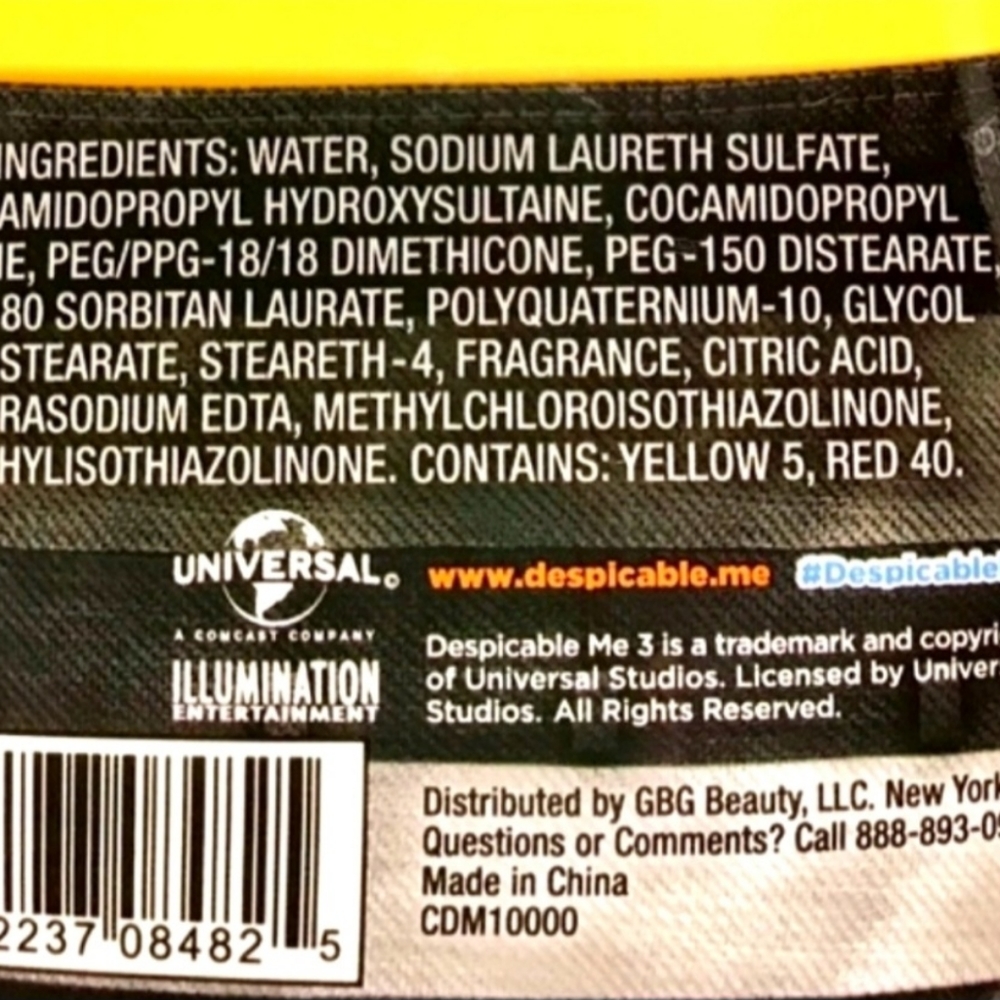 INGREDIENTS: WATER, SODIUM LAURETH SULFATE,
AMIDOPROPYL HYDROXYSULTAINE, COCAMIDOPROPYL
E, PEG/PPG-18/18 DIMETHICONE, PEG-150 DISTEARATE,
80 SORBITAN LAURATE, POLYQUATERNIUM-10, GLYCOL
STEARATE, STEARETH-4, FRAGRANCE, CITRIC ACID,
RASODIUM EDTA, METHYLCHLOROISOTHIAZOLINONE,
HYLISOTHIAZOLINONE. CONTAINS: YELLOW 5, RED 40.
UNIVERSAL
A COMCAST COMPANY
ILLUMINATION
ENTERTAINMENT
www.despicable.me #Despicable
Despicable Me 3 is a trademark and copyri
of Universal Studios. Licensed by Univer
Studios. All Rights Reserved.
Distributed by GBG Beauty, LLC. New York
Questions or Comments? Call 888-893-0
Made in China
CDM10000
2237 08482 5